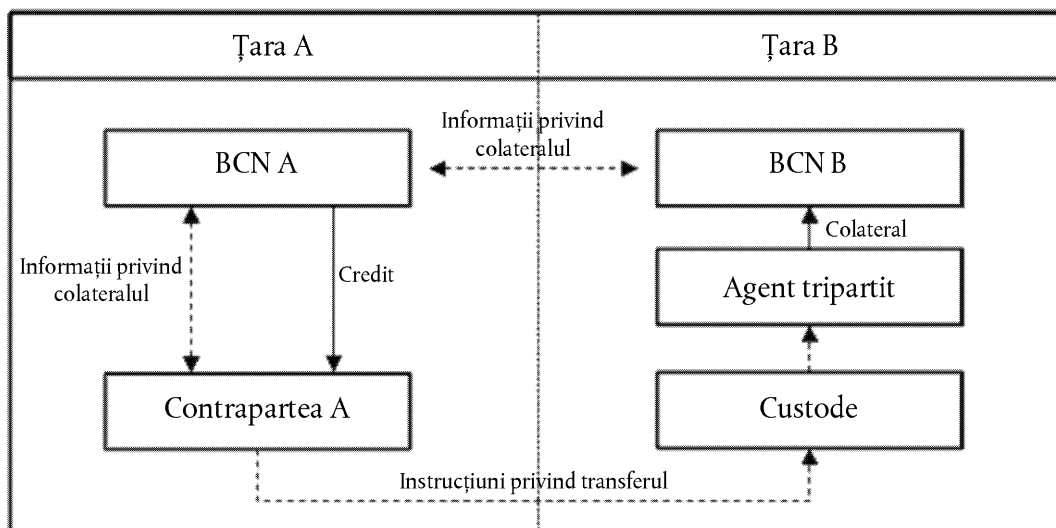 Țara A
Țara B
Informații privind
colateralul
BCN A
BCN B
Colateral
Informații privind
colateralul
Credit
Agent tripartit
Contrapartea A
Custode
Instrucțiuni privind transferul